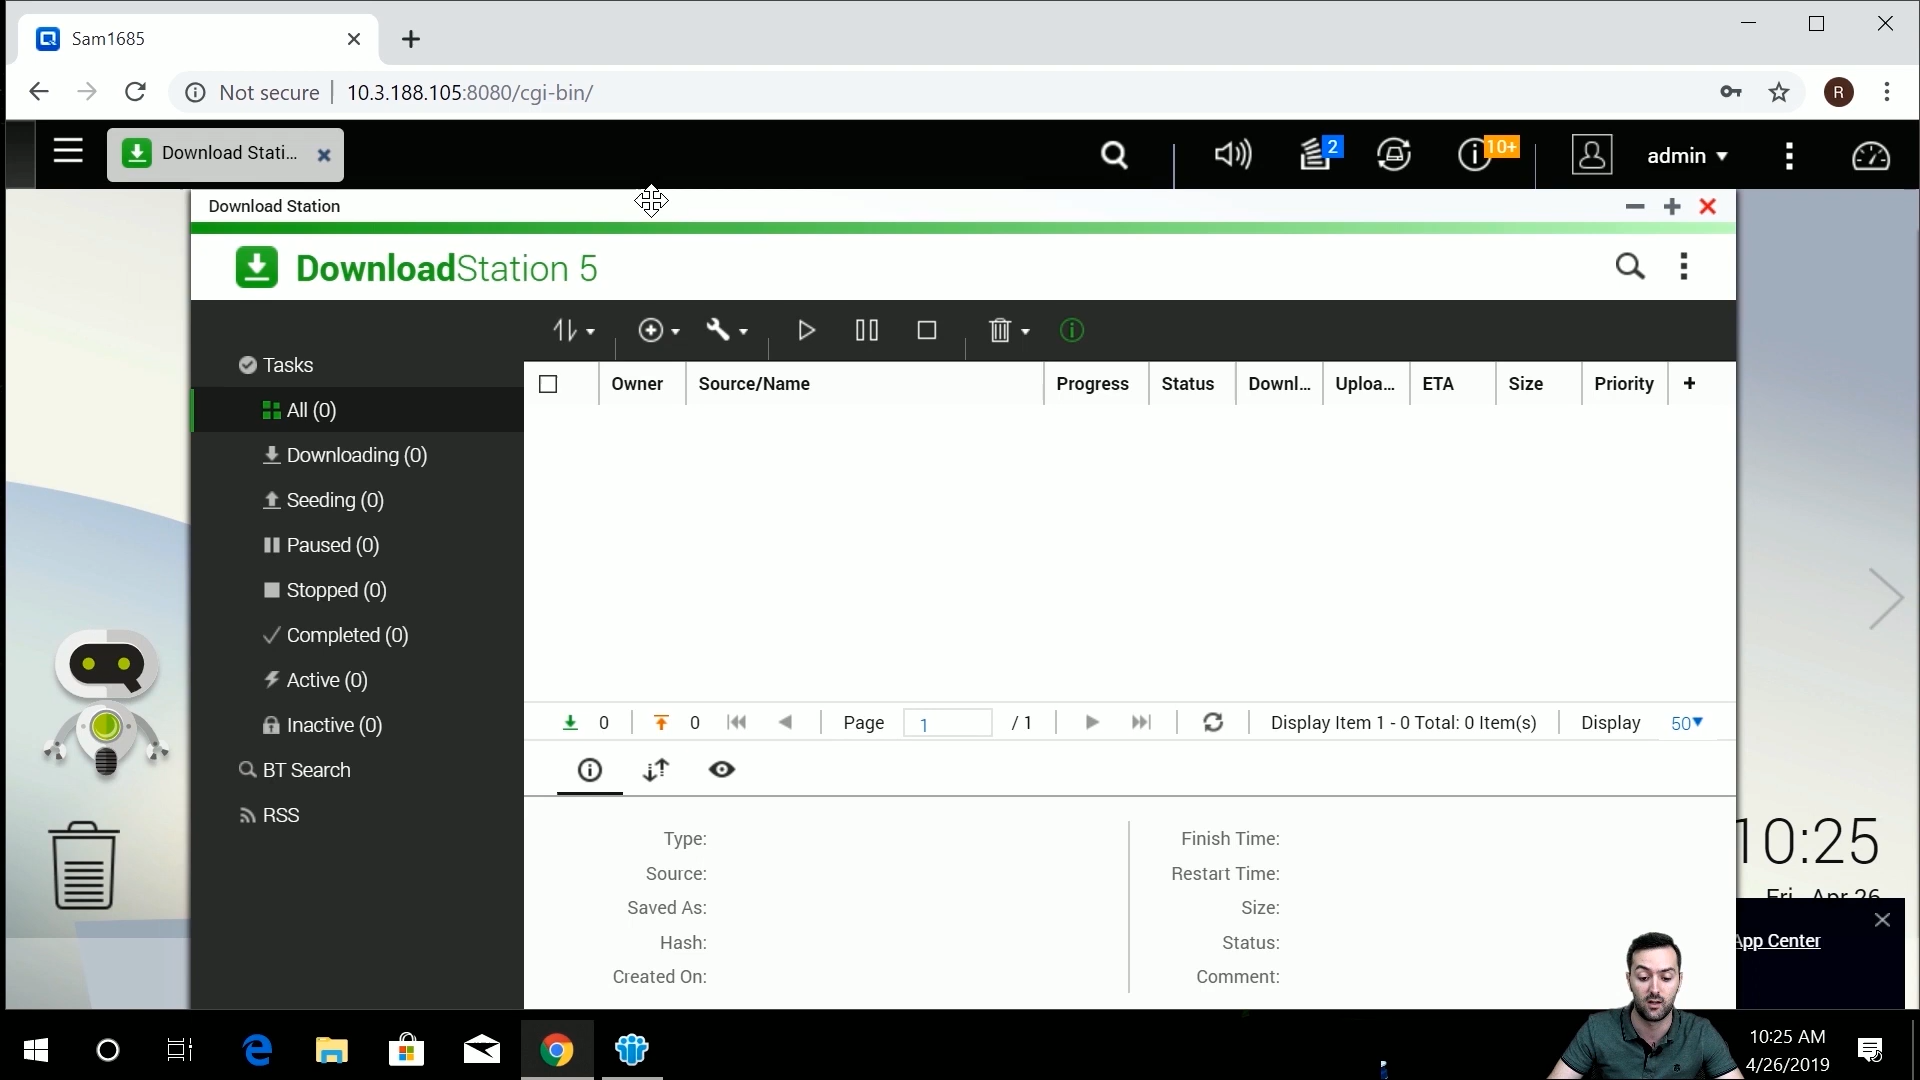 Sam1685
Not secure
10.3.188.105:8080/cgi-bin/
R
Download Stati...
2
10+
admin
Download Station
DownloadStation 5
Tasks
All (0)
Downloading (0)
Seeding (0)
Paused (0)
Stopped (0)
Completed (0)
Active (0)
Inactive (0)
BT Search
RSS
Owner
Source/Name
Progress
Status
Downl...
Uploa...
ETA
Size
Priority
+
0
0
Page
1
/ 1
Display Item 1 - 0 Total: 0 Item(s)
Display
50
Type:
Source:
Saved As:
Hash:
Created On:
Finish Time:
Restart Time:
Size:
Status:
Comment:
10:25
Fri., Apr 26
App Center
10:25 AM
4/26/2019